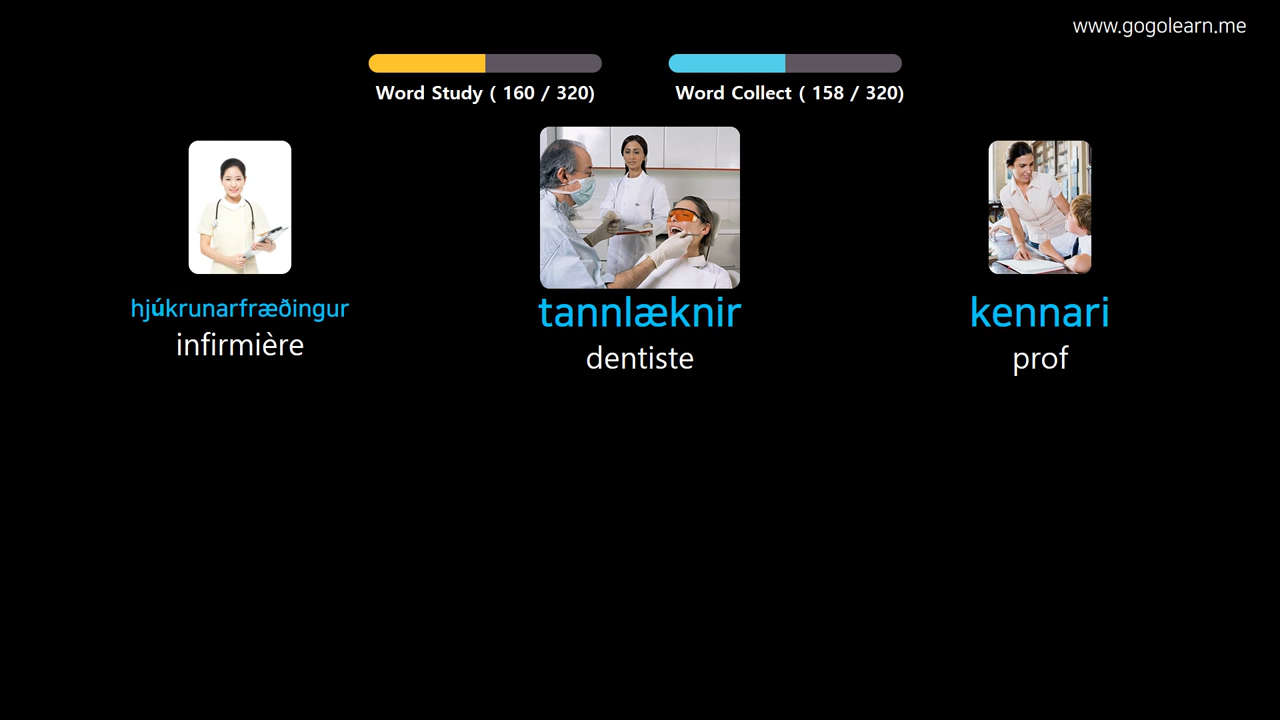 www.gogolearn.me
Word Study ( 160 / 320)
Word Collect ( 158 / 320)
hjúkrunarfræðingur
infirmière
tannlæknir
dentiste
kennari
prof